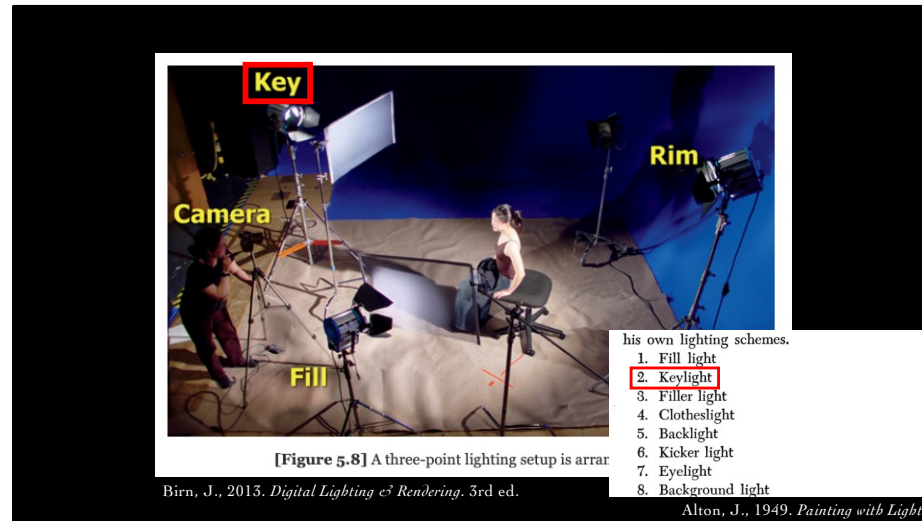 Key
Rim
Camera
Fill
his own lighting schemes.
1. Fill light
2. Keylight
3. Filler light
4. Clotheslight
5. Backlight
6. Kicker light
7. Eyelight
8. Background light
[Figure 5.8] A three-point lighting setup is arran
Birn, J., 2013. Digital Lighting & Rendering. 3rd ed.
Alton, J., 1949. Painting with Light